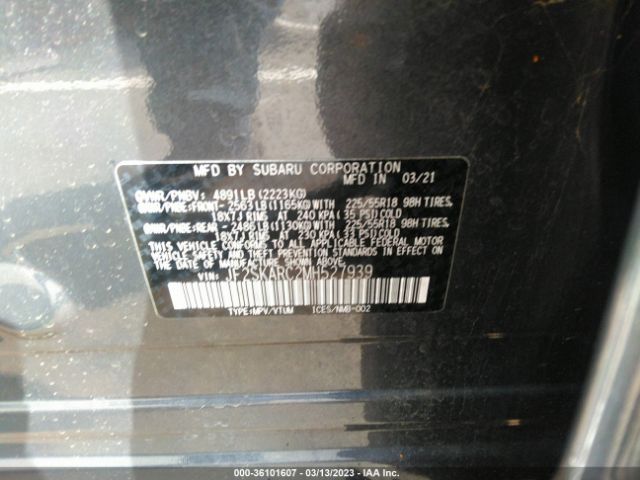 MFD BY SUBARU CORPORATION
MFD IN 03/21
GVWR/PNBV: 4891LB(2223KG)
GAWR/PNBE:FRONT- 2563LB(1165KG)WITH 225/55R18 98H TIRES,
18X7J RIMS AT 240 KPA(35 PSI)COLD
GAWR/PNBE:REAR - 2486LB(1130KG)WITH 225/55R18 98H TIRES,
18X7J RIMS AT 230 KPA(33 PSI)COLD
THIS VEHICLE CONFORMS TO ALL APPLICABLE FEDERAL MOTOR
VEHICLE SAFETY AND THEFT PREVENTION STANDARDS IN EFFECT ON
THE DATE OF MANUFACTURE SHOWN ABOVE.
VIN: JF2SKARC2MH527939
TYPE:MPV/VTUM ICES/NMB-002
000-36101607 - 03/13/2023 - IAA Inc.